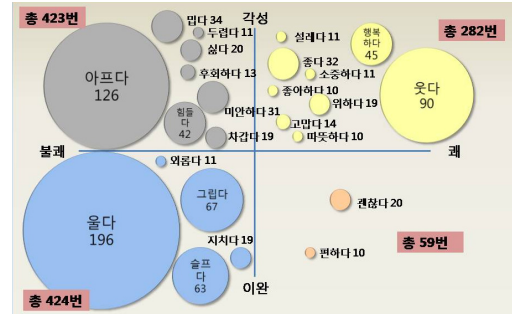 총 423번
각성
총 282번
밉다 34
두렵다 11
싫다 20
후회하다 13
아프다
126
미안하다 31
힘들
다
42
차갑다 19
설레다 11
행복
하다
45
좋다 32
소중하다 11
좋아하다 10
위하다 19
웃다
90
고맙다 14
따뜻하다 10
불쾌
쾌
외롭다 11
그립다
67
울다
196
지치다 19
슬프
다
63
괜찮다 20
편하다 10
총 59번
총 424번
이완